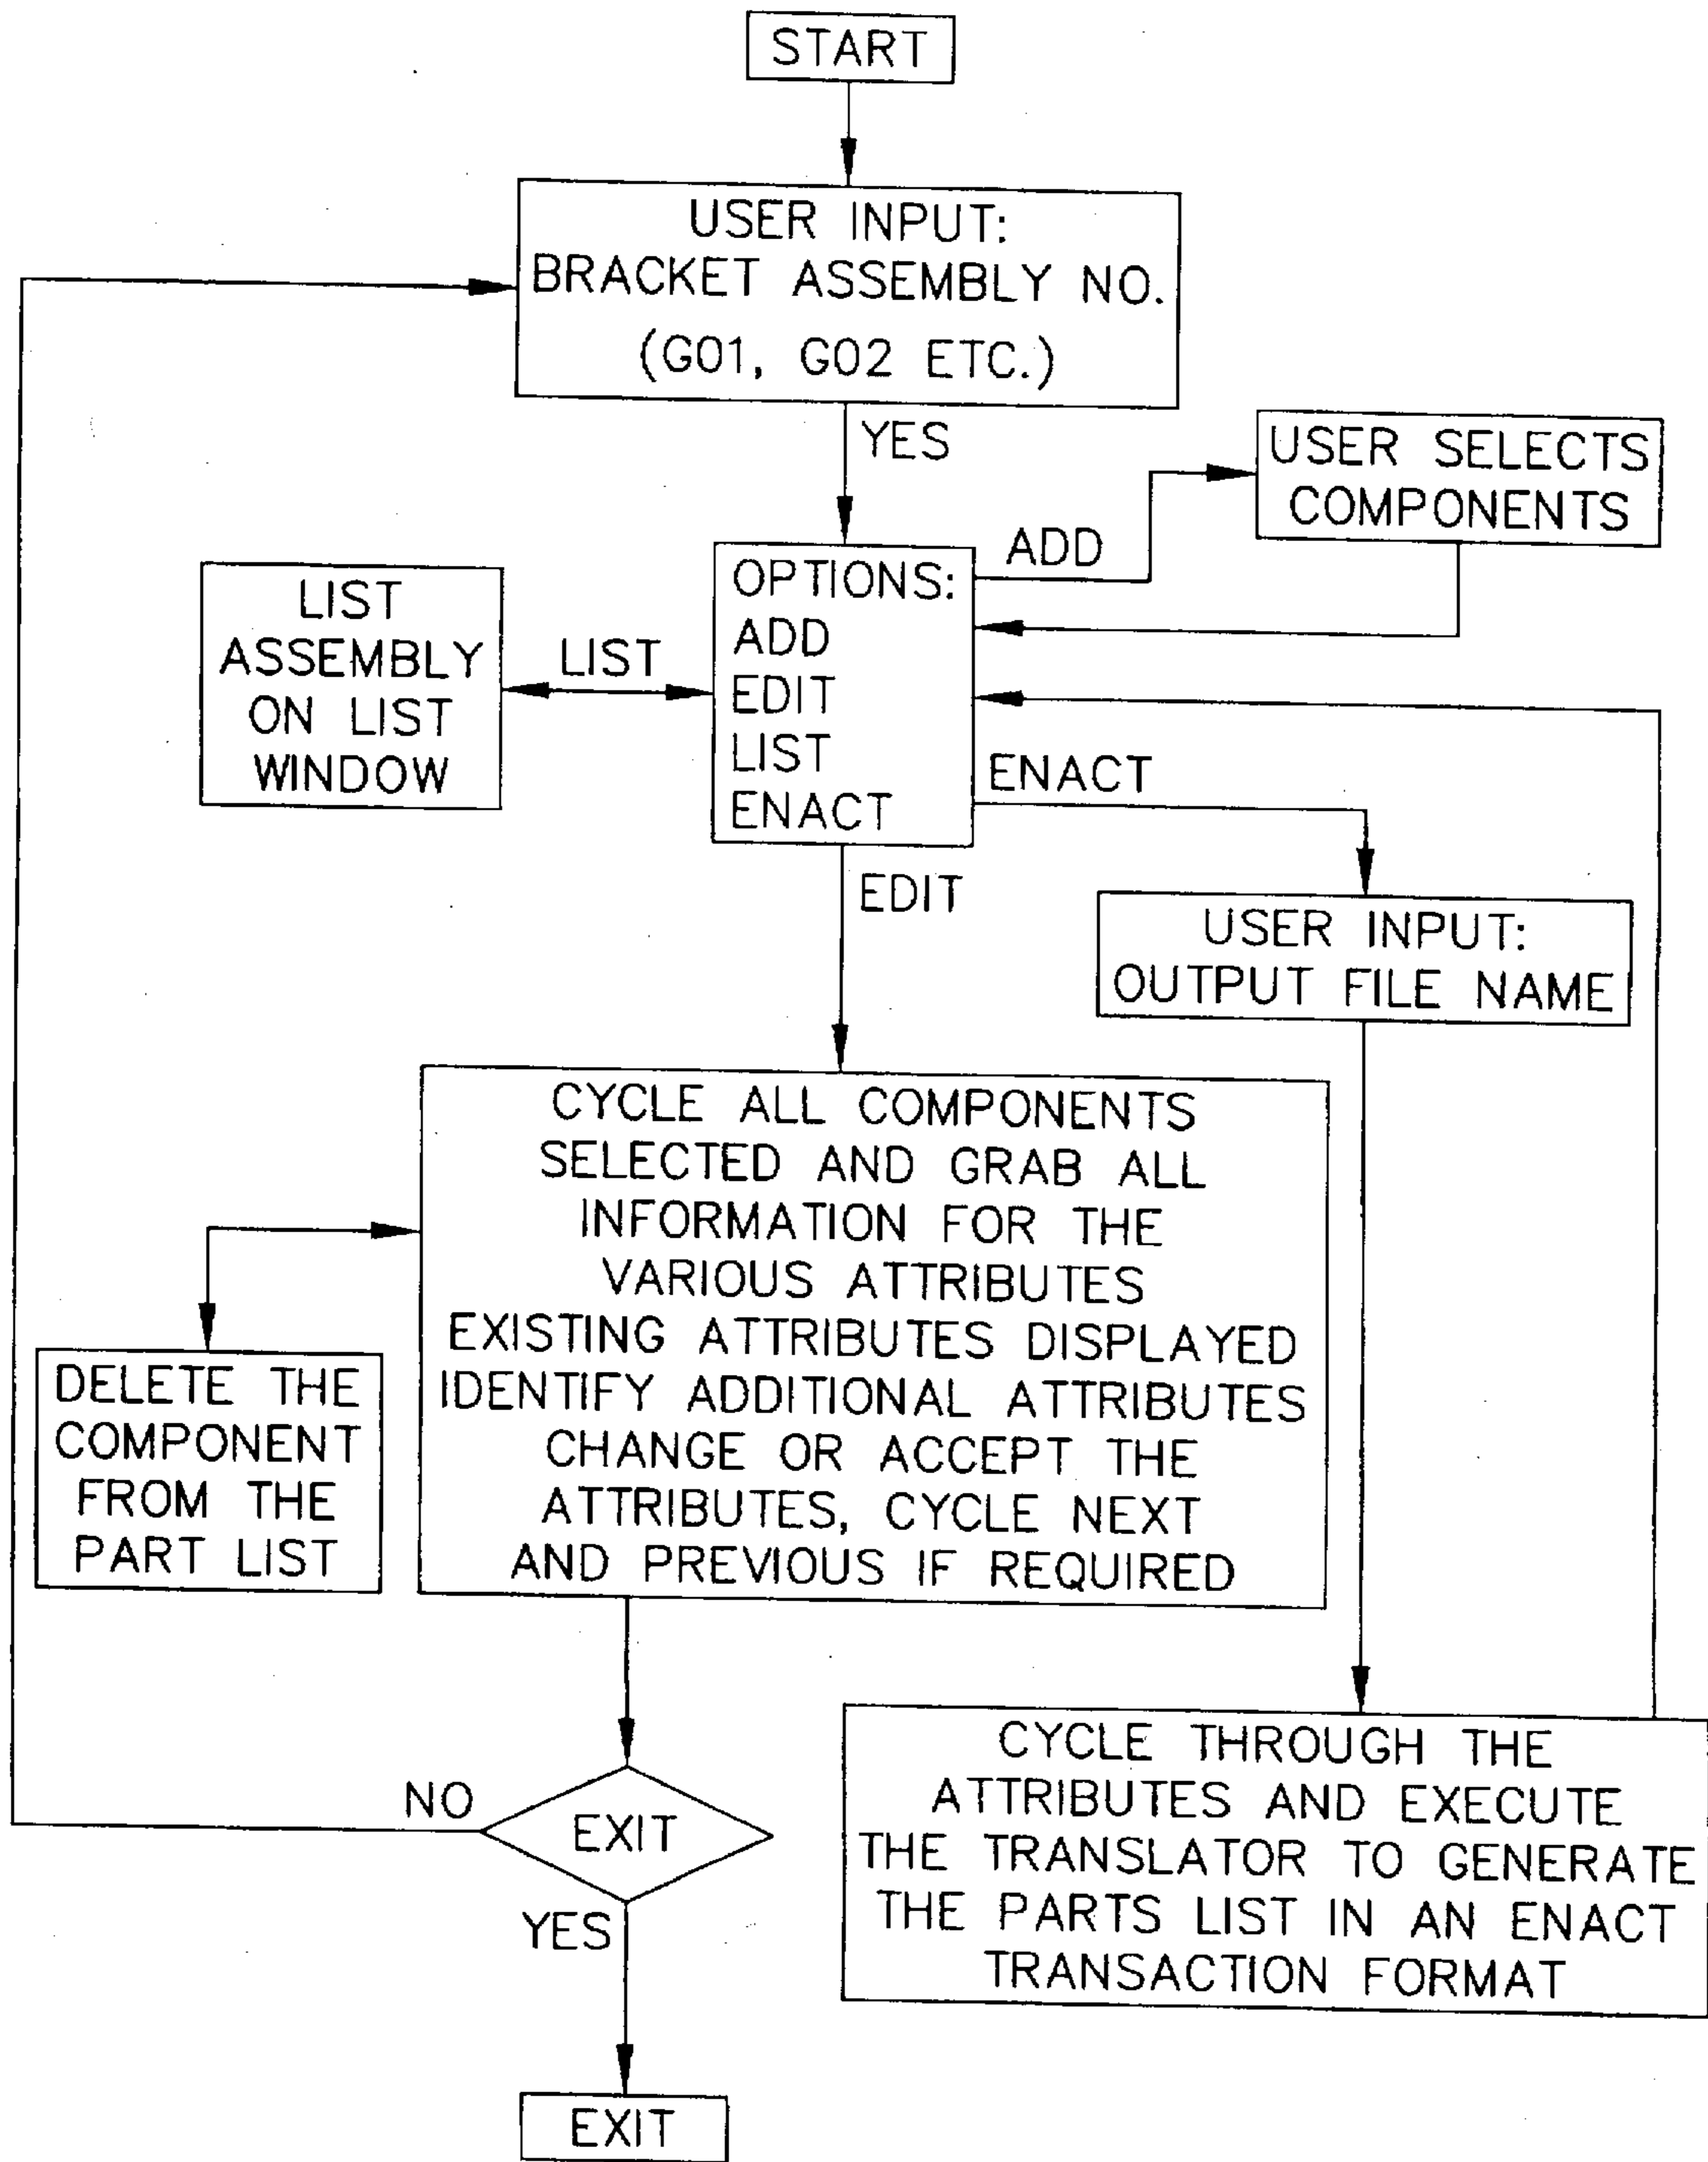 START
USER INPUT:
BRACKET ASSEMBLY NO.
(G01, G02 ETC.)
YES
USER SELECTS
COMPONENTS
ADD
OPTIONS:
ADD
EDIT
LIST
ENACT
LIST
ASSEMBLY
ON LIST
WINDOW
LIST
ENACT
EDIT
USER INPUT:
OUTPUT FILE NAME
CYCLE ALL COMPONENTS
SELECTED AND GRAB ALL
INFORMATION FOR THE
VARIOUS ATTRIBUTES
EXISTING ATTRIBUTES DISPLAYED
IDENTIFY ADDITIONAL ATTRIBUTES
CHANGE OR ACCEPT THE
ATTRIBUTES, CYCLE NEXT
AND PREVIOUS IF REQUIRED
DELETE THE
COMPONENT
FROM THE
PART LIST
CYCLE THROUGH THE
ATTRIBUTES AND EXECUTE
THE TRANSLATOR TO GENERATE
THE PARTS LIST IN AN ENACT
TRANSACTION FORMAT
NO
EXIT
YES
EXIT